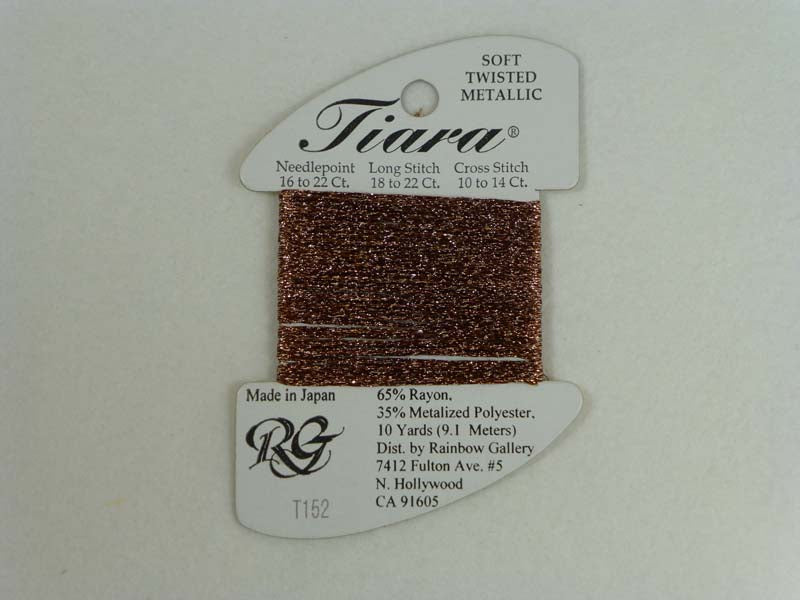 SOFT
TWISTED
METALLIC
Tiara®
Needlepoint Long Stitch Cross Stitch
16 to 22 Ct. 18 to 22 Ct. 10 to 14 Ct.
Made in Japan
RG
T152
65% Rayon,
35% Metalized Polyester,
10 Yards (9.1 Meters)
Dist. by Rainbow Gallery
7412 Fulton Ave. #5
N. Hollywood
CA 91605